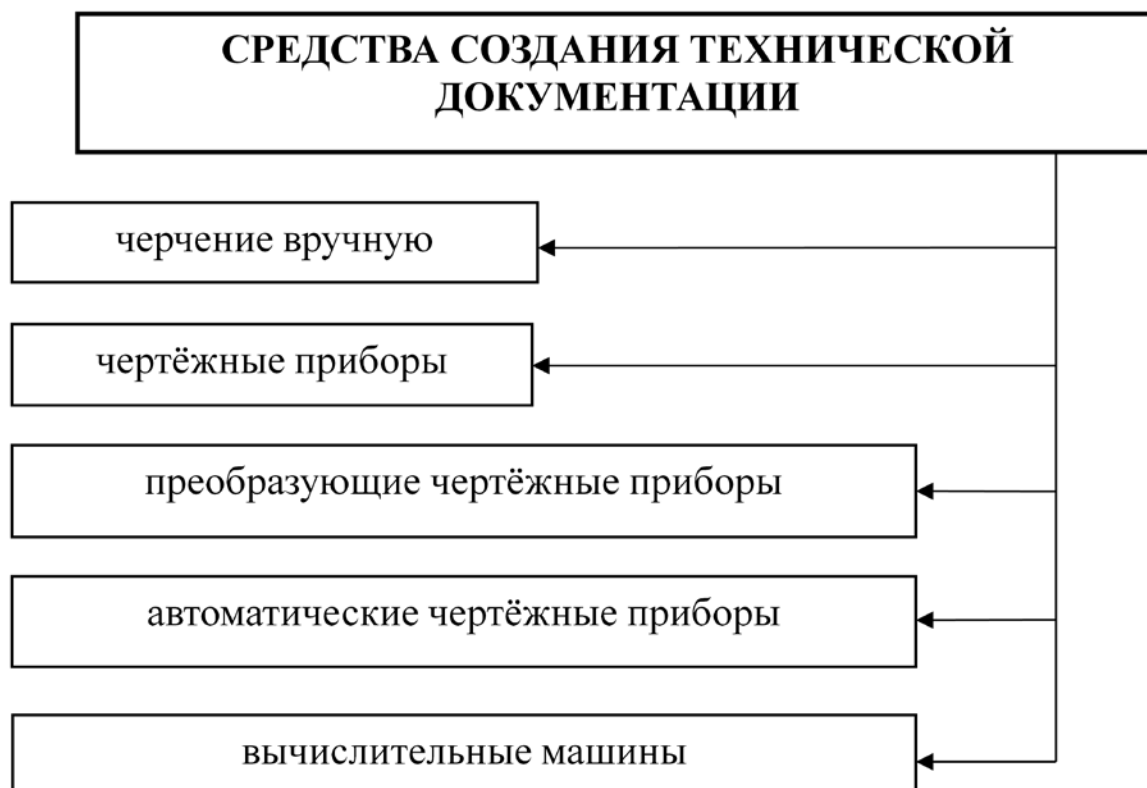 СРЕДСТВА СОЗДАНИЯ ТЕХНИЧЕСКОЙ
ДОКУМЕНТАЦИИ
черчение вручную
чертёжные приборы
преобразующие чертёжные приборы
автоматические чертёжные приборы
вычислительные машины